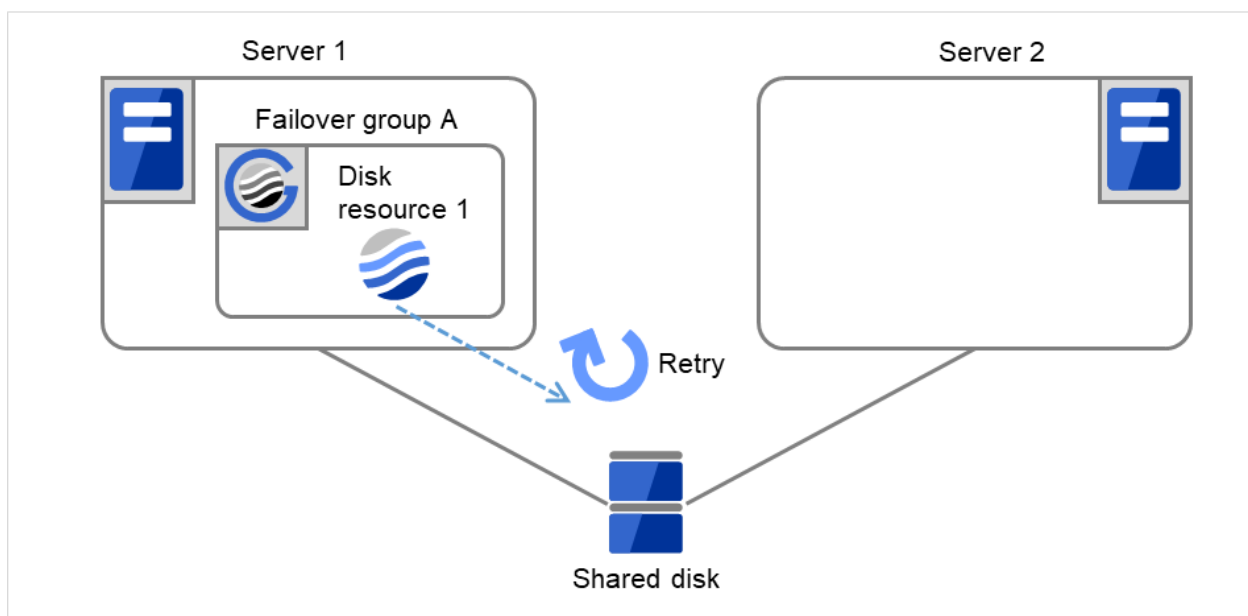 Server 1
Server 2
Failover group A
Disk
resource 1
Retry
Shared disk